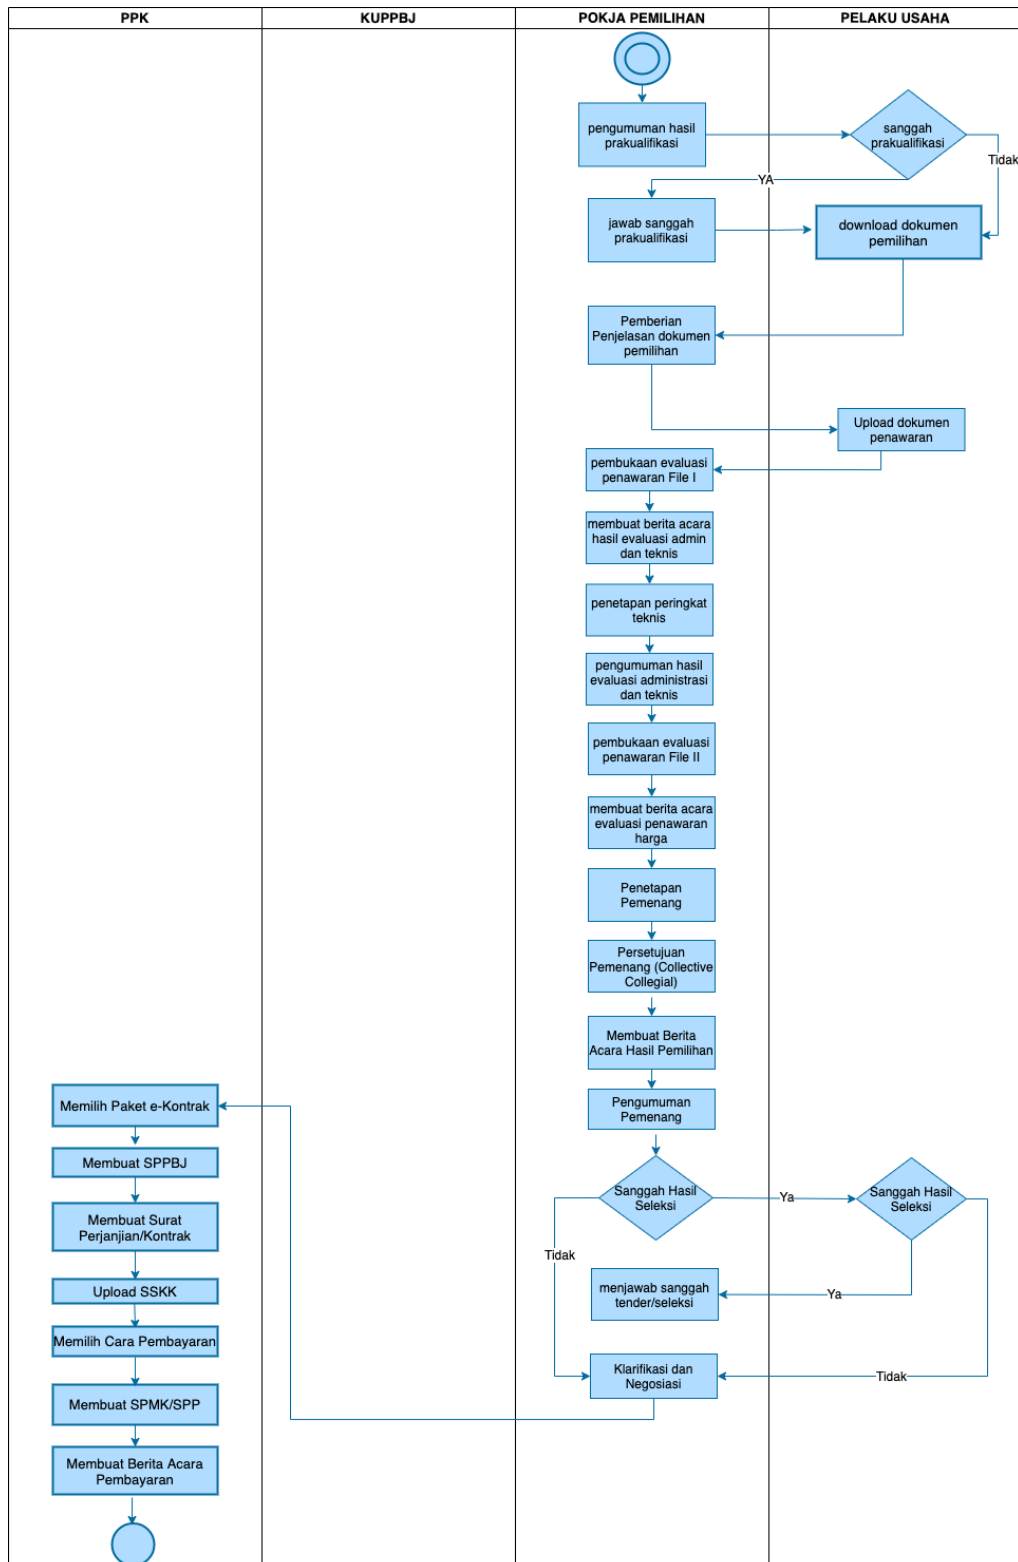 PPK
KUPPBJ
POKJA PEMILIHAN
PELAKU USAHA
pengumuman hasil
prakualifikasi
sanggah
prakualifikasi
Tidak
YA
jawab sanggah
prakualifikasi
download dokumen
pemilihan
Pemberian
Penjelasan dokumen
pemilihan
Upload dokumen
penawaran
pembukaan evaluasi
penawaran File I
membuat berita acara
hasil evaluasi admin
dan teknis
penetapan peringkat
teknis
pengumuman hasil
evaluasi administrasi
dan teknis
pembukaan evaluasi
penawaran File II
membuat berita acara
evaluasi penawaran
harga
Penetapan
Pemenang
Persetujuan
Pemenang (Collective
Collegial)
Membuat Berita
Acara Hasil Pemilihan
Pengumuman
Pemenang
Sanggah Hasil
Seleksi
Ya
Sanggah Hasil
Seleksi
Tidak
menjawab sanggah
tender/seleksi
Ya
Klarifikasi dan
Negosiasi
Tidak
Memilih Paket e-Kontrak
Membuat SPPBJ
Membuat Surat
Perjanjian/Kontrak
Upload SSKK
Memilih Cara Pembayaran
Membuat SPMK/SPP
Membuat Berita Acara
Pembayaran